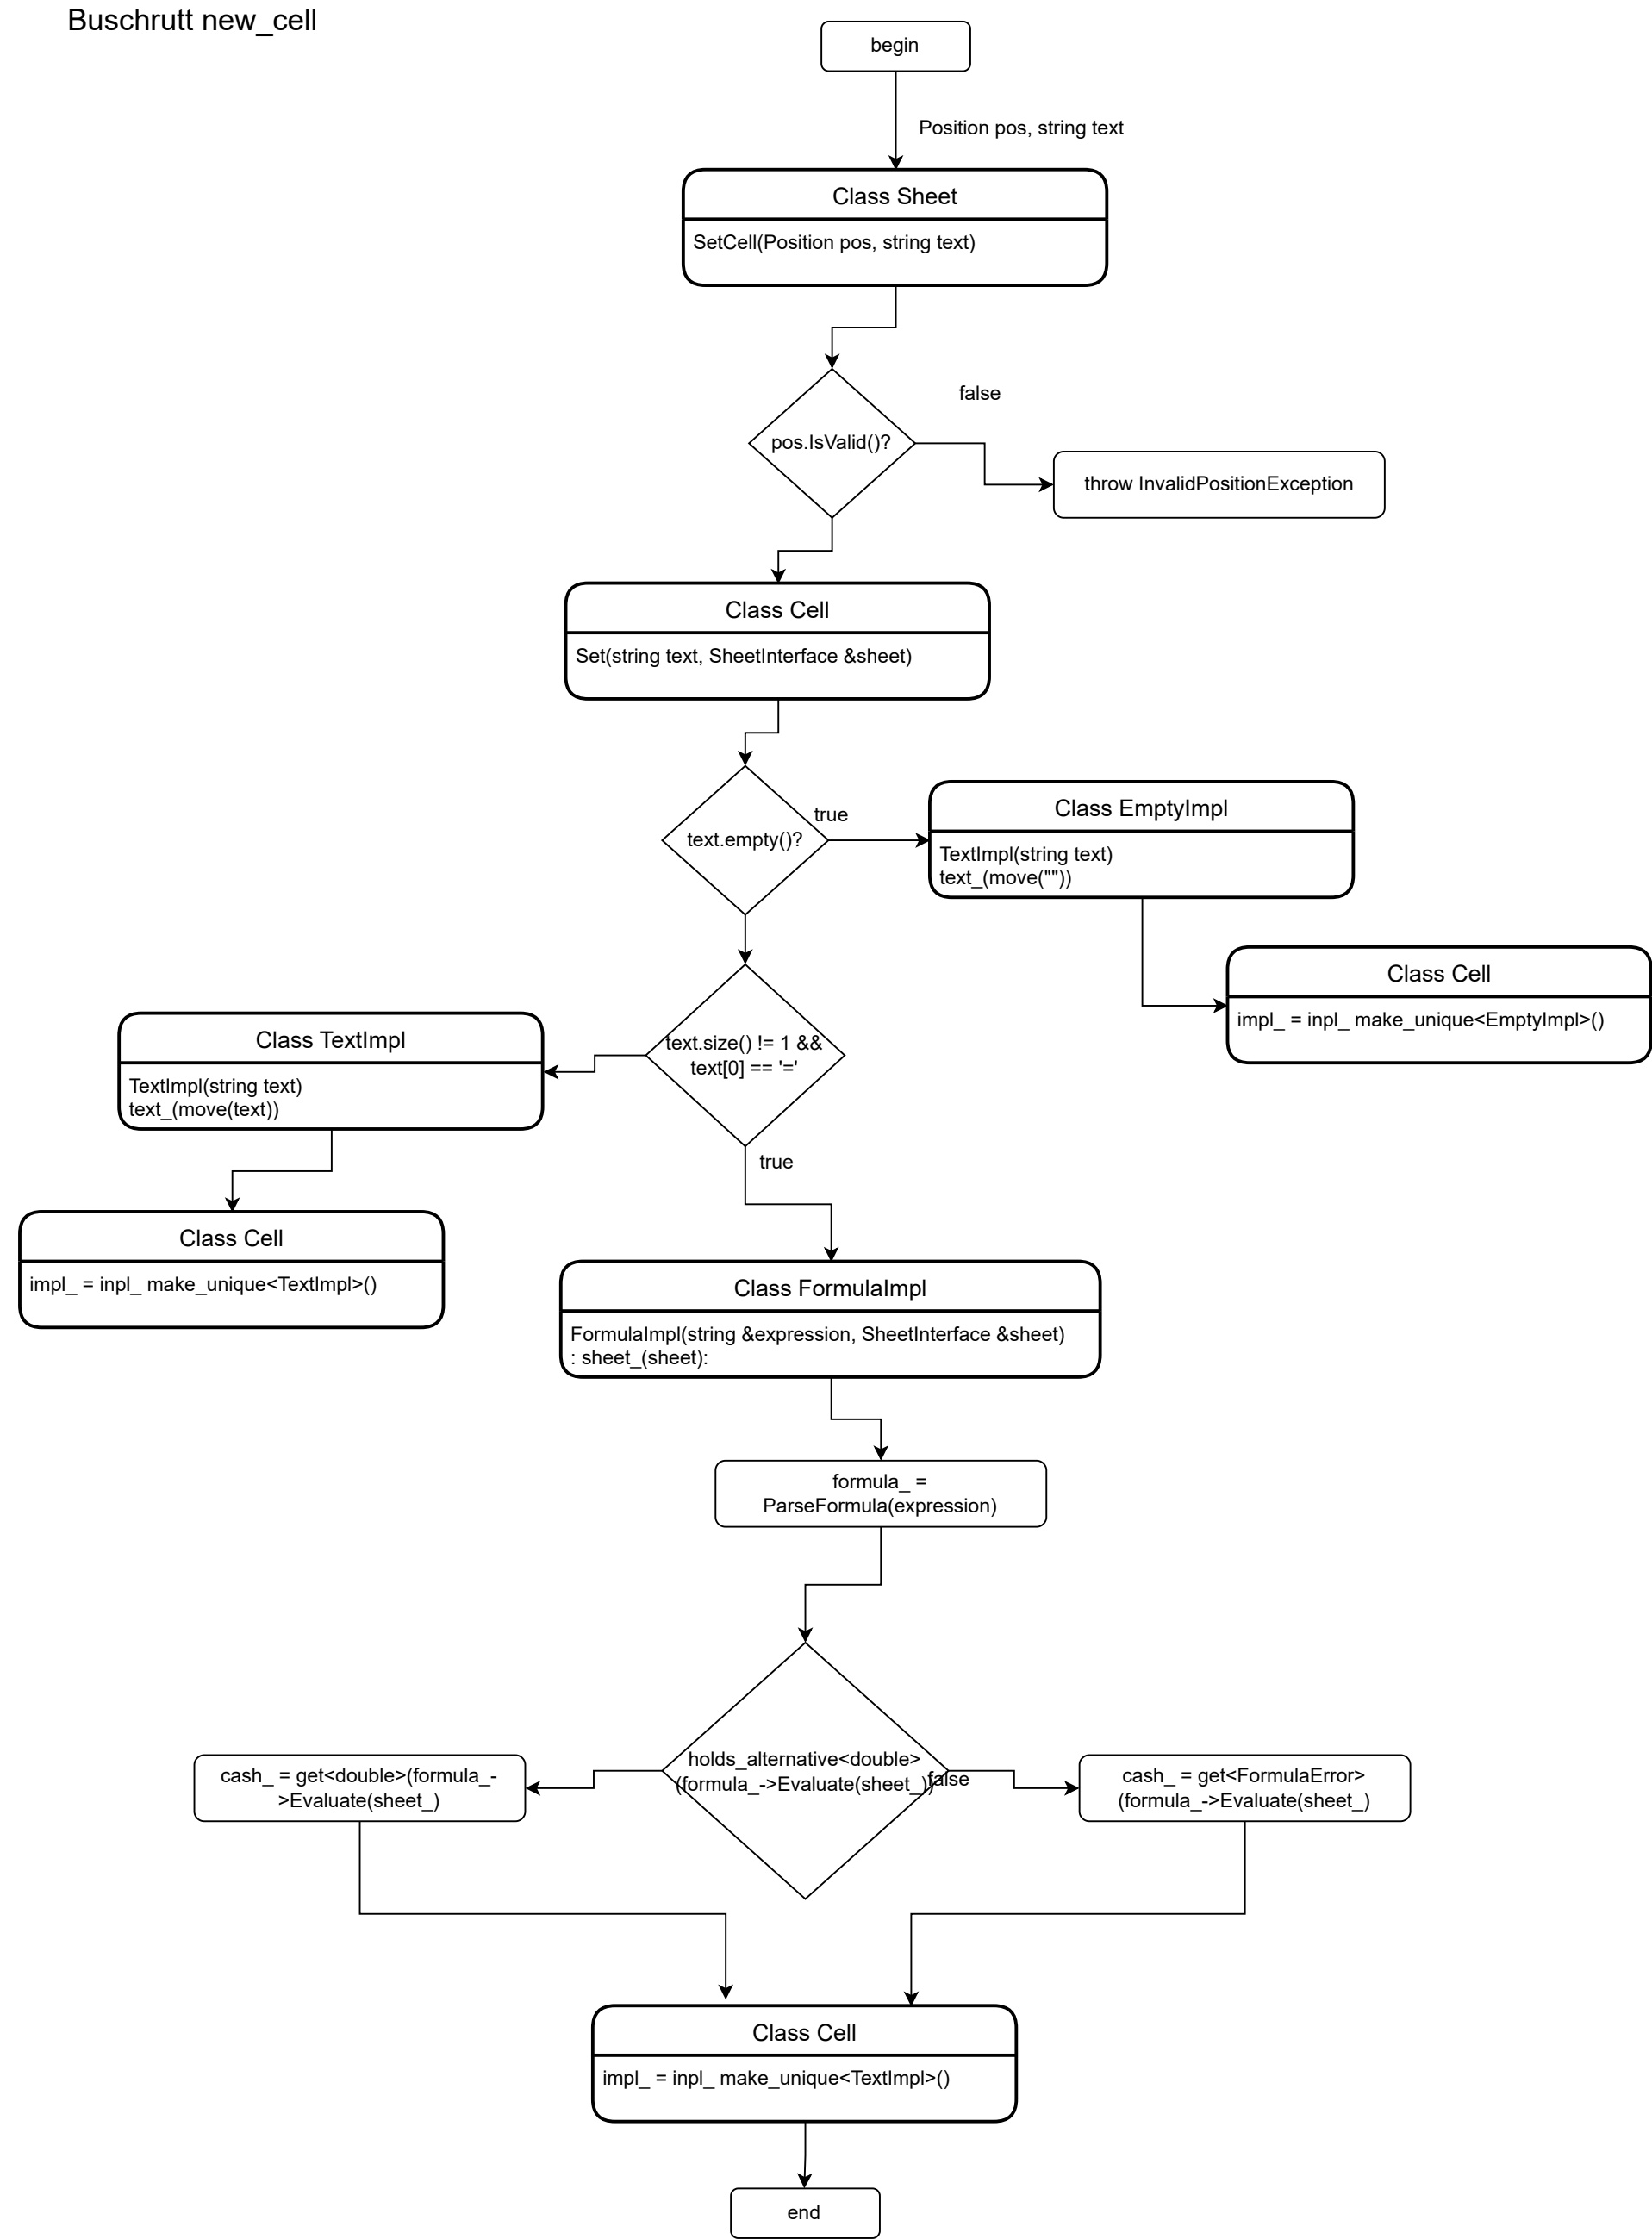 Buschrutt new_cell
begin
Position pos, string text
Class Sheet
SetCell(Position pos, string text)
false
pos.IsValid()?
throw InvalidPositionException
Class Cell
Set(string text, SheetInterface &sheet)
true
text.empty()?
Class EmptyImpl
TextImpl(string text)
text_(move(""))
Class Cell
impl_ = inpl_ make_unique<EmptyImpl>()
text.size() != 1 &&
text[0] == '='
Class TextImpl
TextImpl(string text)
text_(move(text))
true
Class Cell
impl_ = inpl_ make_unique<TextImpl>()
Class FormulaImpl
FormulaImpl(string &expression, SheetInterface &sheet)
: sheet_(sheet):
formula_ =
ParseFormula(expression)
holds_alternative<double>
(formula_->Evaluate(sheet_))
false
cash_ = get<double>(formula_-
>Evaluate(sheet_)
cash_ = get<FormulaError>
(formula_->Evaluate(sheet_)
Class Cell
impl_ = inpl_ make_unique<TextImpl>()
end